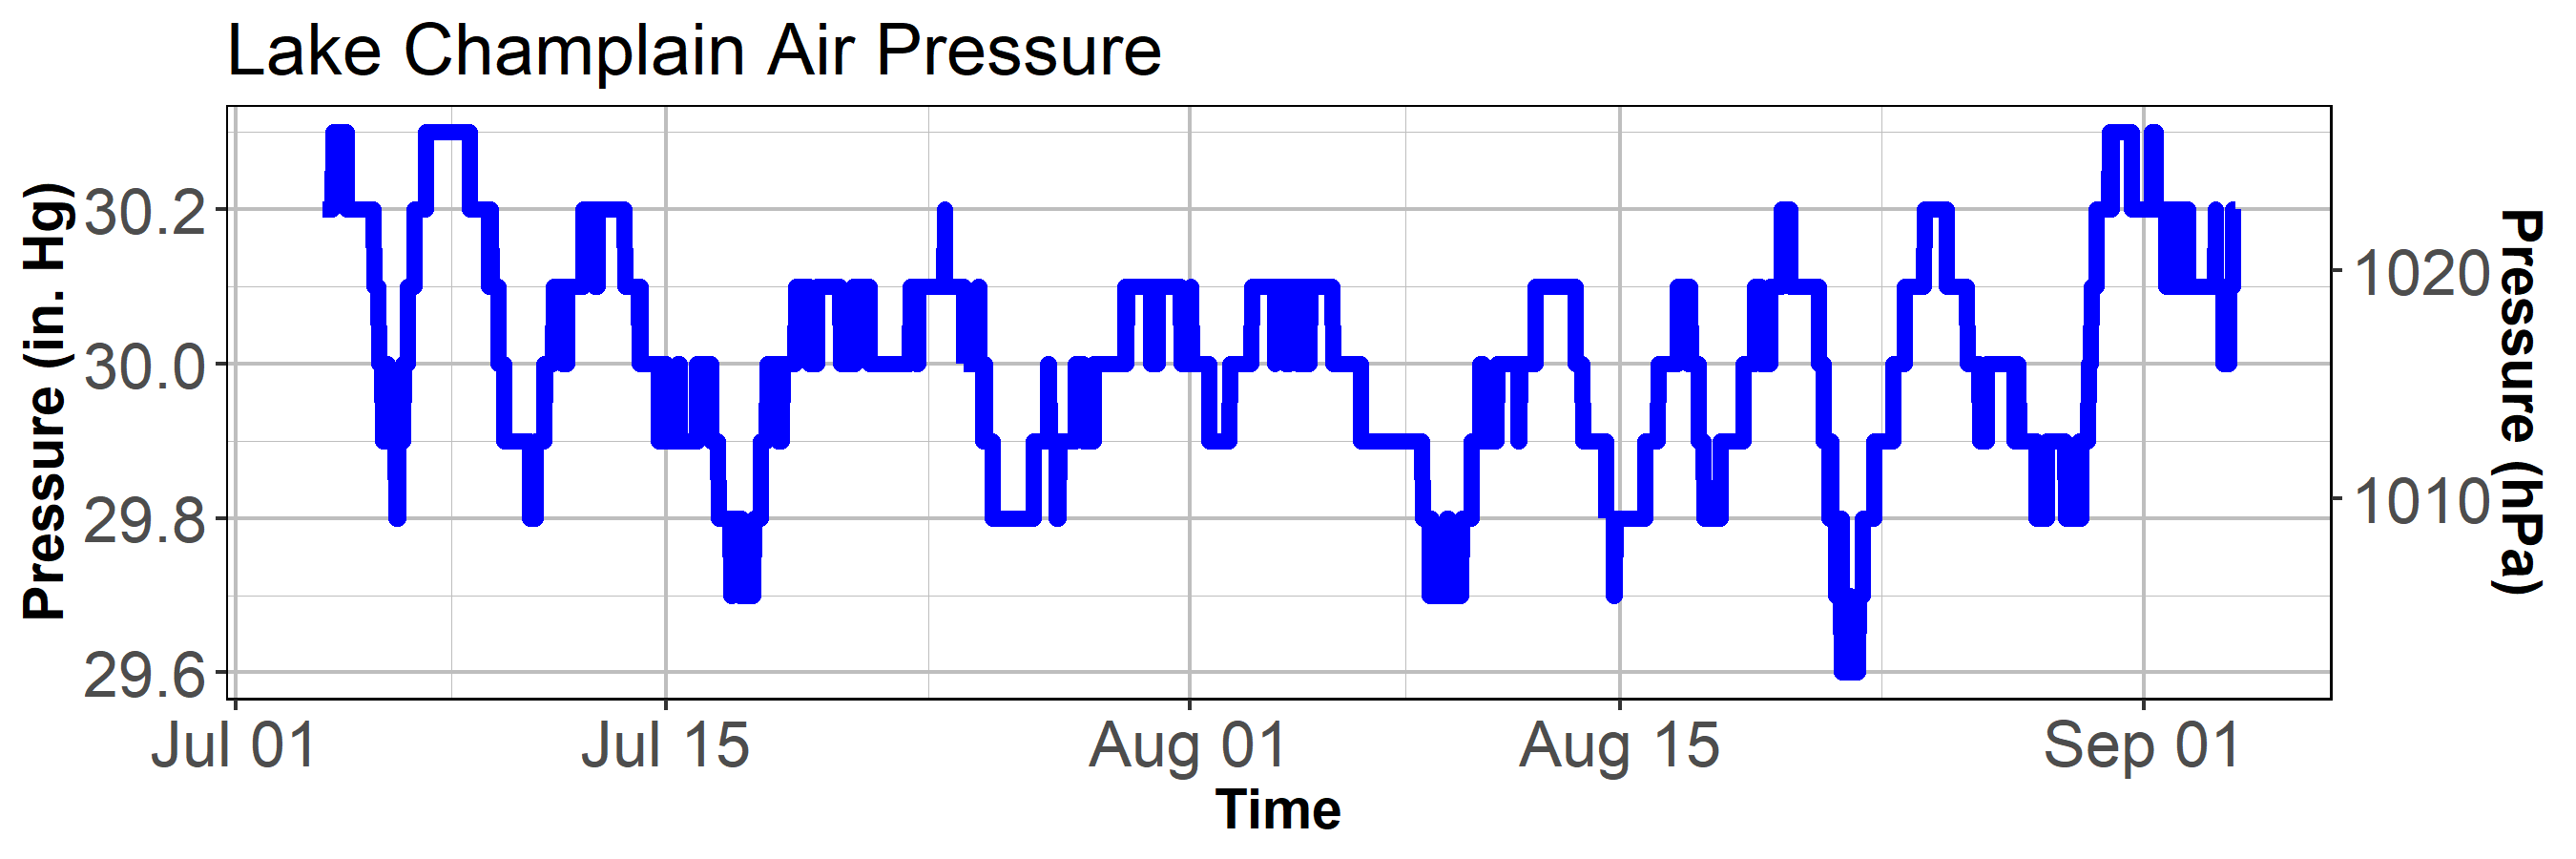 Lake Champlain Air Pressure
Pressure (in. Hg)
30.2
30.0
29.8
29.6
1020
1010
Pressure (hPa)
Jul 01
Jul 15
Aug 01
Aug 15
Sep 01
Time